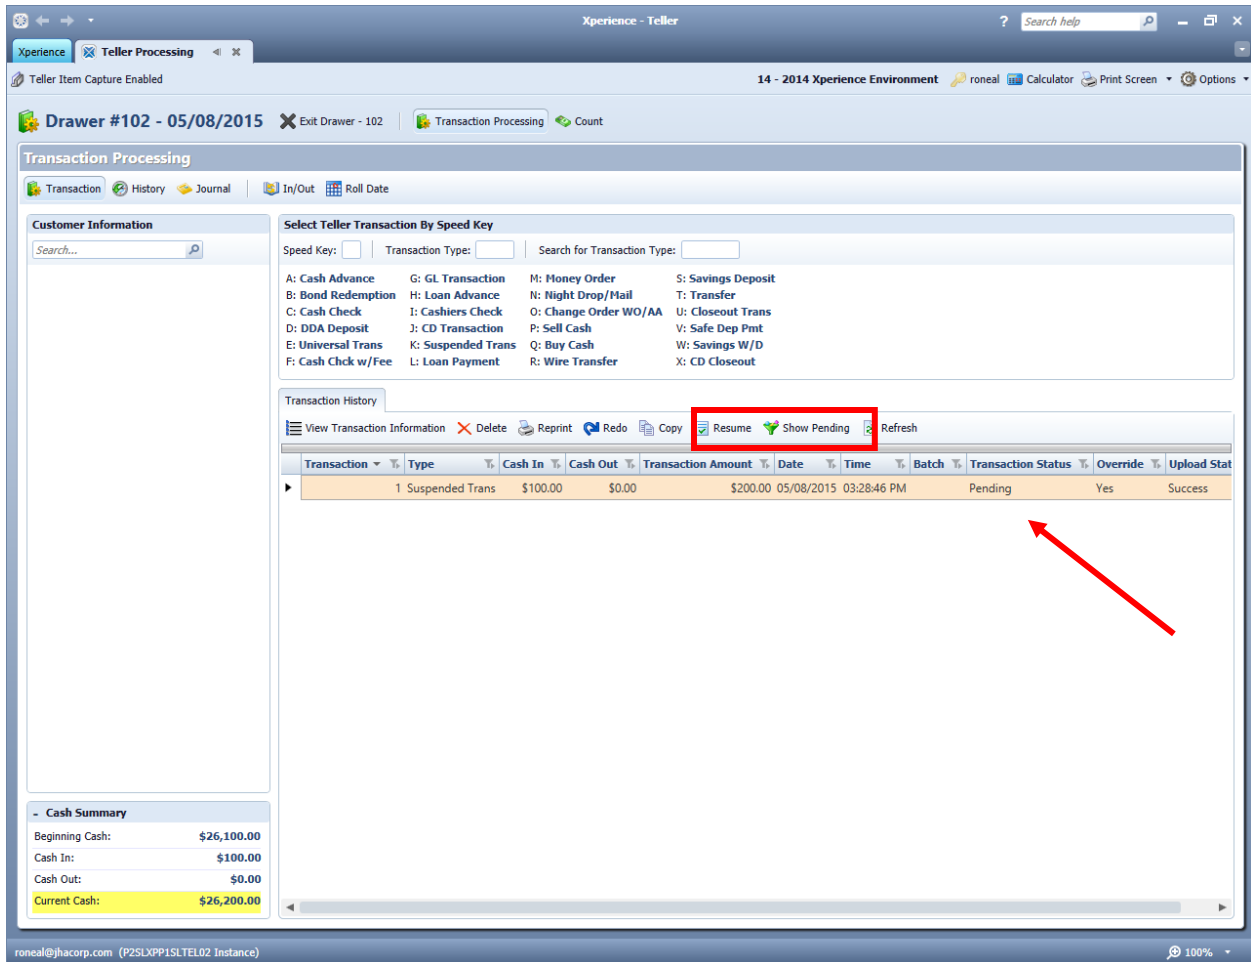 Xperience - Teller
? Search help
Xperience Teller Processing
Teller Item Capture Enabled
14 - 2014 Xperience Environment roneal Calculator Print Screen Options
Drawer #102 - 05/08/2015 Exit Drawer - 102 Transaction Processing Count
Transaction Processing
Transaction History Journal In/Out Roll Date
Customer Information
Search...
Select Teller Transaction By Speed Key
Speed Key: Transaction Type: Search for Transaction Type:
A: Cash Advance G: GL Transaction M: Money Order S: Savings Deposit
B: Bond Redemption H: Loan Advance N: Night Drop/Mail T: Transfer
C: Cash Check I: Cashiers Check O: Change Order WO/AA U: Closeout Trans
D: DDA Deposit J: CD Transaction P: Sell Cash V: Safe Dep Pmt
E: Universal Trans K: Suspended Trans Q: Buy Cash W: Savings W/D
F: Cash Chck w/Fee L: Loan Payment R: Wire Transfer X: CD Closeout
Transaction History
View Transaction Information Delete Reprint Redo Copy Resume Show Pending Refresh
Transaction Type Cash In Cash Out Transaction Amount Date Time Batch Transaction Status Override Upload Stat
1 Suspended Trans $100.00 $0.00 $200.00 05/08/2015 03:28:46 PM Pending Yes Success
- Cash Summary
Beginning Cash: $26,100.00
Cash In: $100.00
Cash Out: $0.00
Current Cash: $26,200.00
roneal@jhacorp.com (P2SLXPP1SLTEL02 Instance)
100%